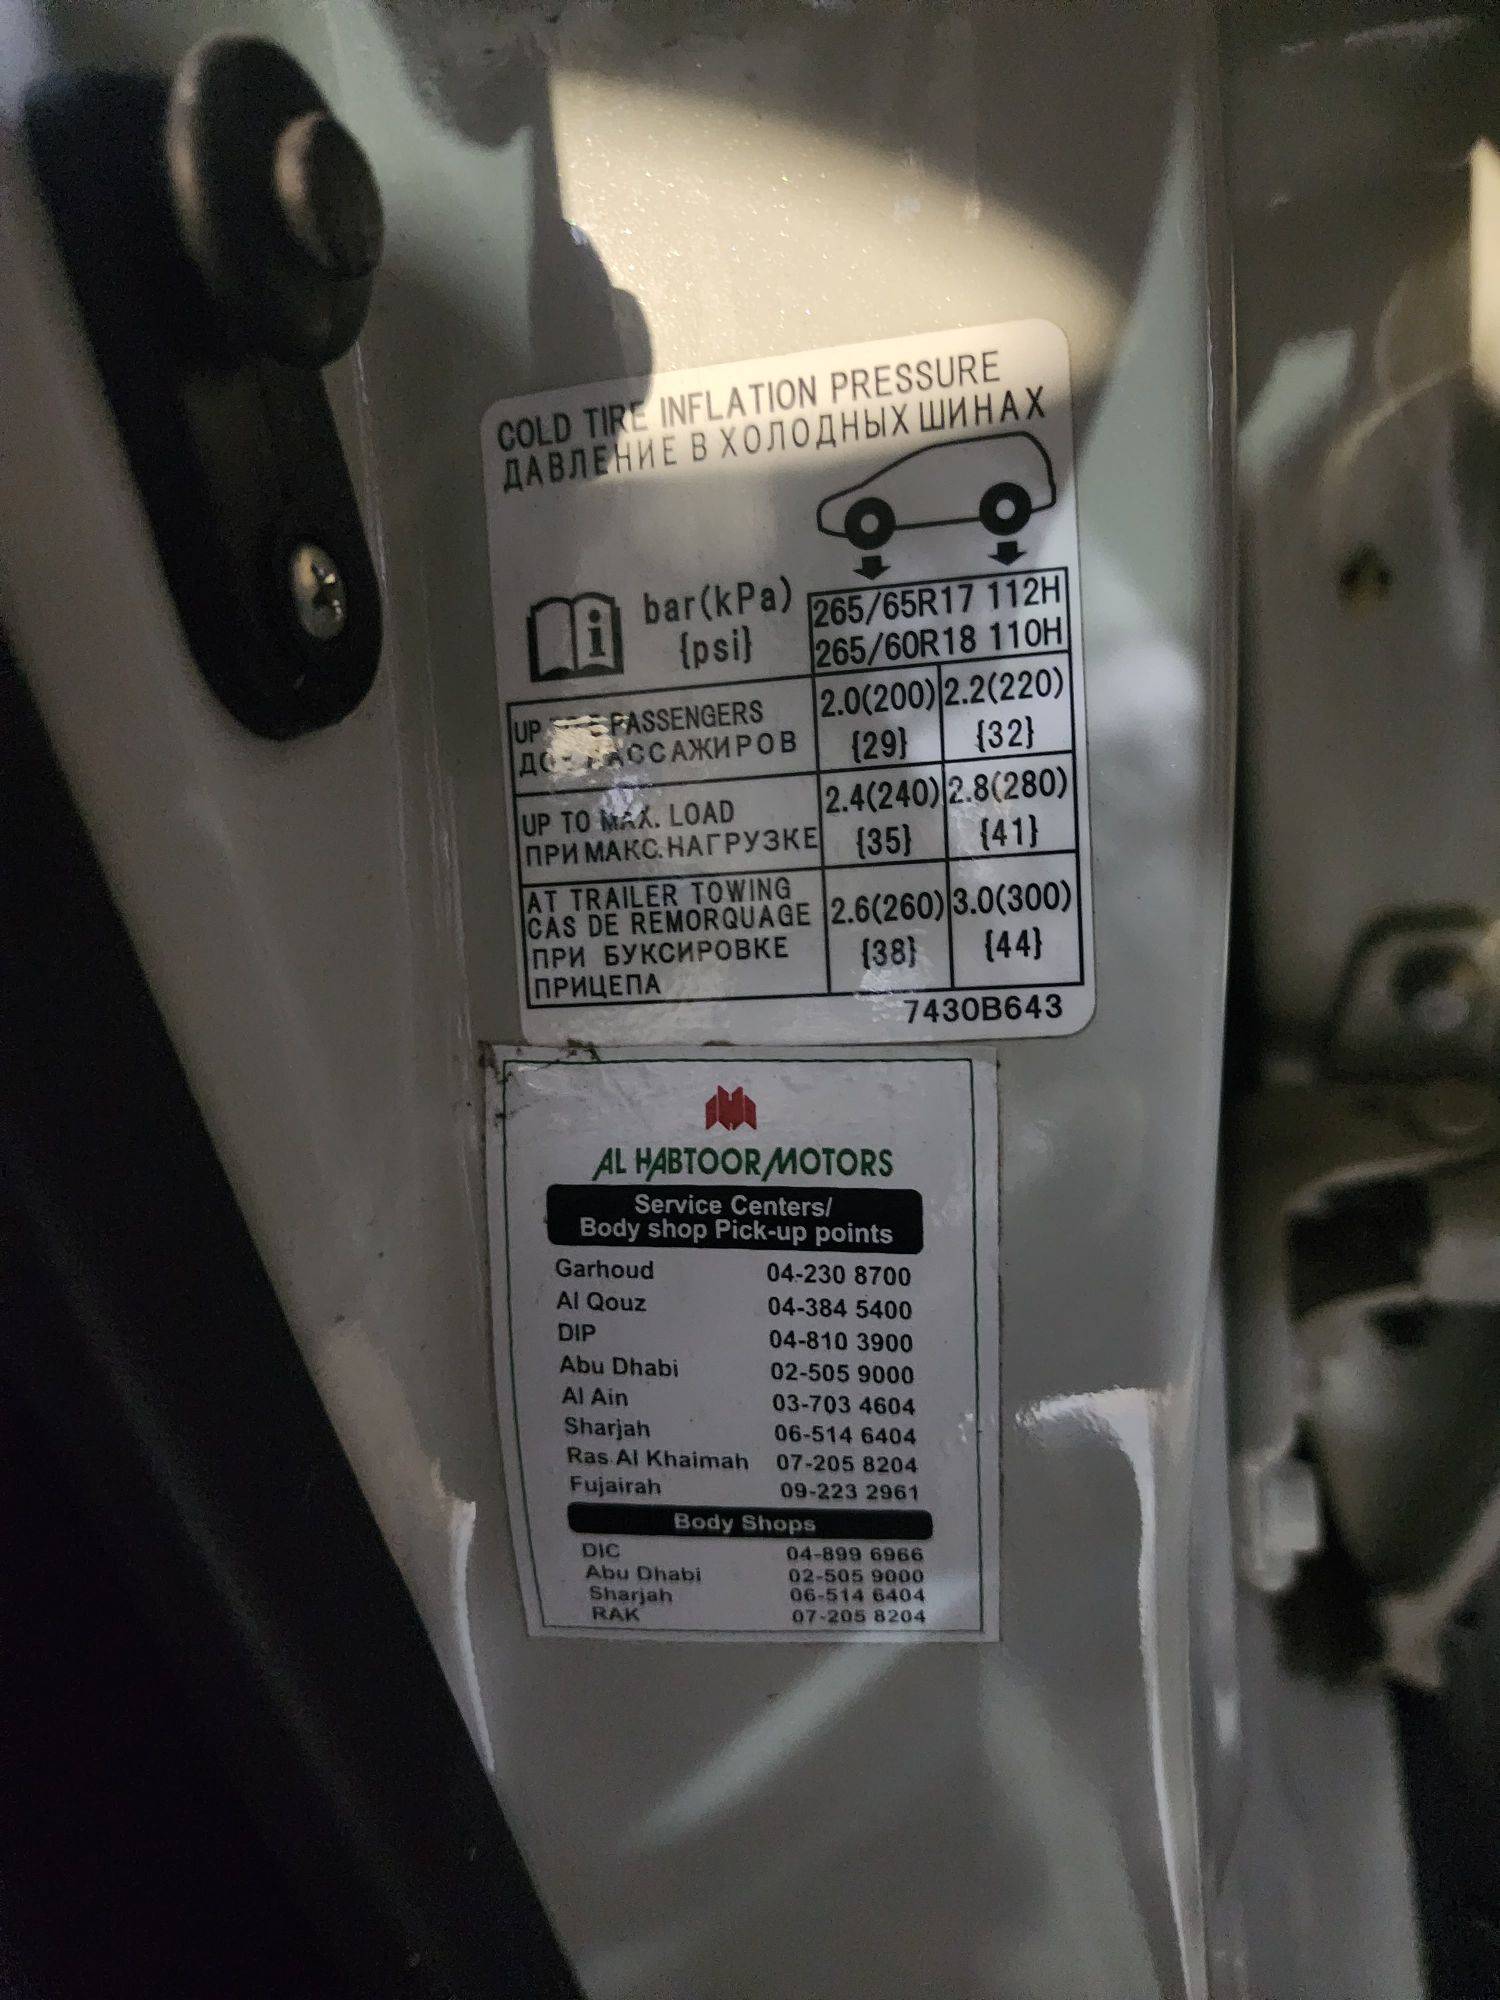 COLD TIRE INFLATION PRESSURE
ДАВЛЕНИЕ В ХОЛОДНЫХ ШИНАХ
bar(kPa)
{psi}
265/65R17 112H
265/60R18 110H
UP PASSENGERS
2.0(200) 2.2(220)
ПАССАЖИРОВ
{29} {32}
UP TO MAX. LOAD
2.4(240) 2.8(280)
ПРИ МАКС. НАГРУЗКЕ
{35} {41}
AT TRAILER TOWING
CAS DE REMORQUAGE
2.6(260) 3.0(300)
ПРИ БУКСИРОВКЕ
{38} {44}
ПРИЦЕПА
7430B643
AL HABTOOR MOTORS
Service Centers/
Body shop Pick-up points
Garhoud 04-230 8700
Al Qouz 04-384 5400
DIP 04-810 3900
Abu Dhabi 02-505 9000
Al Ain 03-703 4604
Sharjah 06-514 6404
Ras Al Khaimah 07-205 8204
Fujairah 09-223 2961
Body Shops
DIC 04-899 6966
Abu Dhabi 02-505 9000
Sharjah 06-514 6404
RAK 07-205 8204